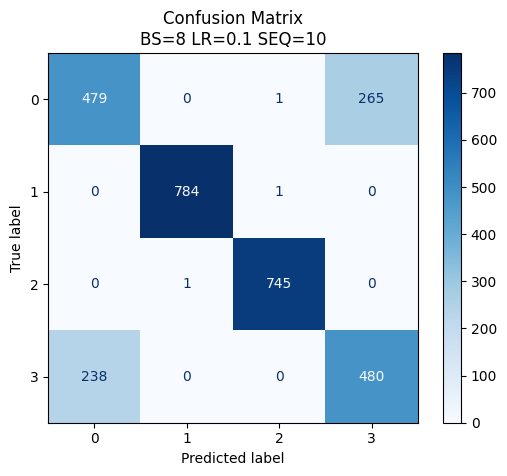 Confusion Matrix
BS=8 LR=0.1 SEQ=10
True label
0
479 0 1 265
1
0 784 1 0
2
0 1 745 0
3
238 0 0 480
0 1 2 3
Predicted label
700
600
500
400
300
200
100
0